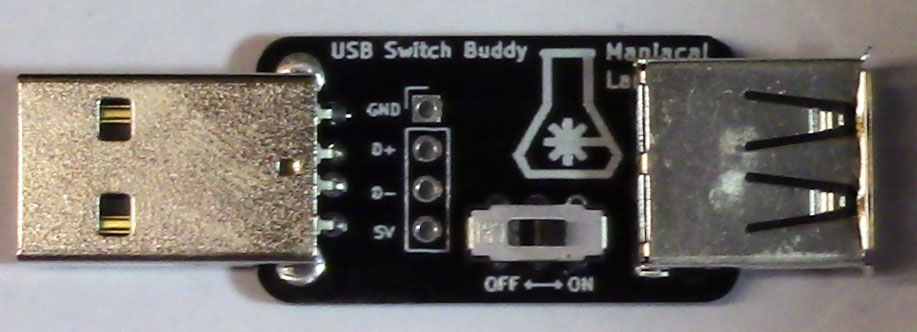 USB Switch Buddy
Maniacal
GND
D+
D-
5V
OFF ↔ ON